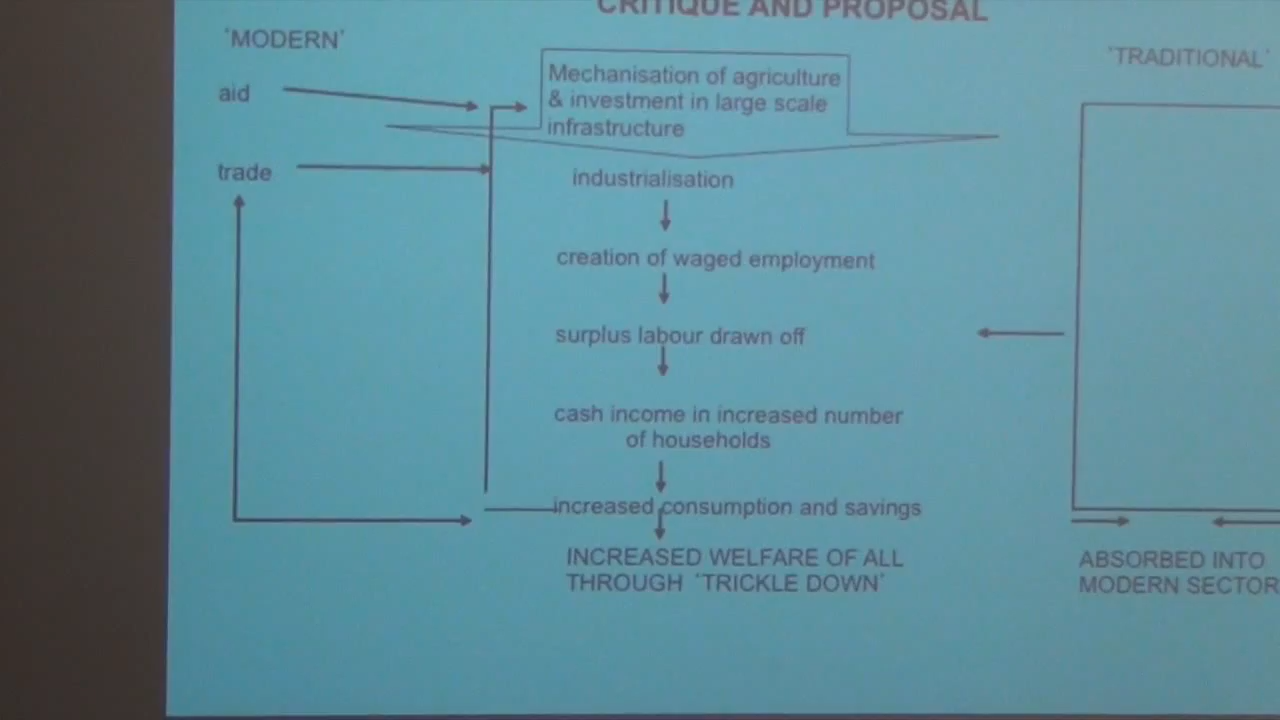 CRITIQUE AND PROPOSAL
'MODERN'
'TRADITIONAL'
aid
Mechanisation of agriculture
& investment in large scale
infrastructure
trade
industrialisation
creation of waged employment
surplus labour drawn off
cash income in increased number
of households
increased consumption and savings
INCREASED WELFARE OF ALL
THROUGH 'TRICKLE DOWN'
ABSORBED INTO
MODERN SECTOR